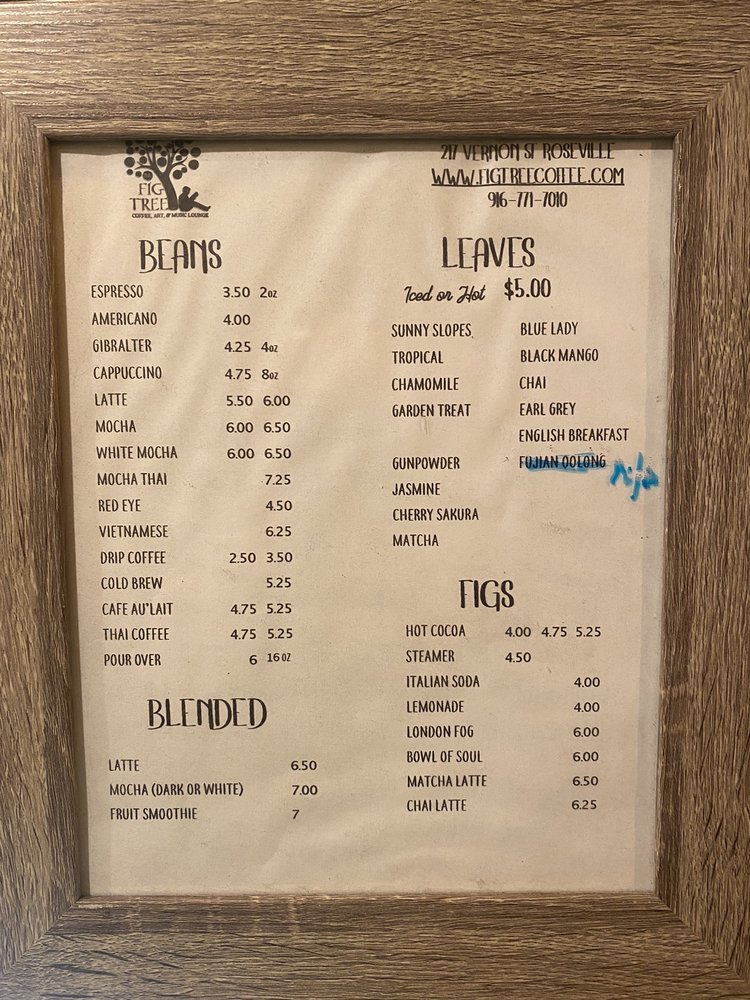 FIG
TREE
COFFEE, ART, & MUSIC LOUNGE
217 VERNON ST ROSEVILLE
WWW.FIGTREECOFFEE.COM
916-771-7010
BEANS
ESPRESSO 3.50 2oz
AMERICANO 4.00
GIBRALTER 4.25 4oz
CAPPUCCINO 4.75 8oz
LATTE 5.50 6.00
MOCHA 6.00 6.50
WHITE MOCHA 6.00 6.50
MOCHA THAI 7.25
RED EYE 4.50
VIETNAMESE 6.25
DRIP COFFEE 2.50 3.50
COLD BREW 5.25
CAFE AU'LAIT 4.75 5.25
THAI COFFEE 4.75 5.25
POUR OVER 6 16 OZ
BLENDED
LATTE 6.50
MOCHA (DARK OR WHITE) 7.00
FRUIT SMOOTHIE 7
LEAVES
Iced or Hot $5.00
SUNNY SLOPES BLUE LADY
TROPICAL BLACK MANGO
CHAMOMILE CHAI
GARDEN TREAT EARL GREY
ENGLISH BREAKFAST
GUNPOWDER FUJIAN OOLONG N/A
JASMINE
CHERRY SAKURA
MATCHA
FIGS
HOT COCOA 4.00 4.75 5.25
STEAMER 4.50
ITALIAN SODA 4.00
LEMONADE 4.00
LONDON FOG 6.00
BOWL OF SOUL 6.00
MATCHA LATTE 6.50
CHAI LATTE 6.25